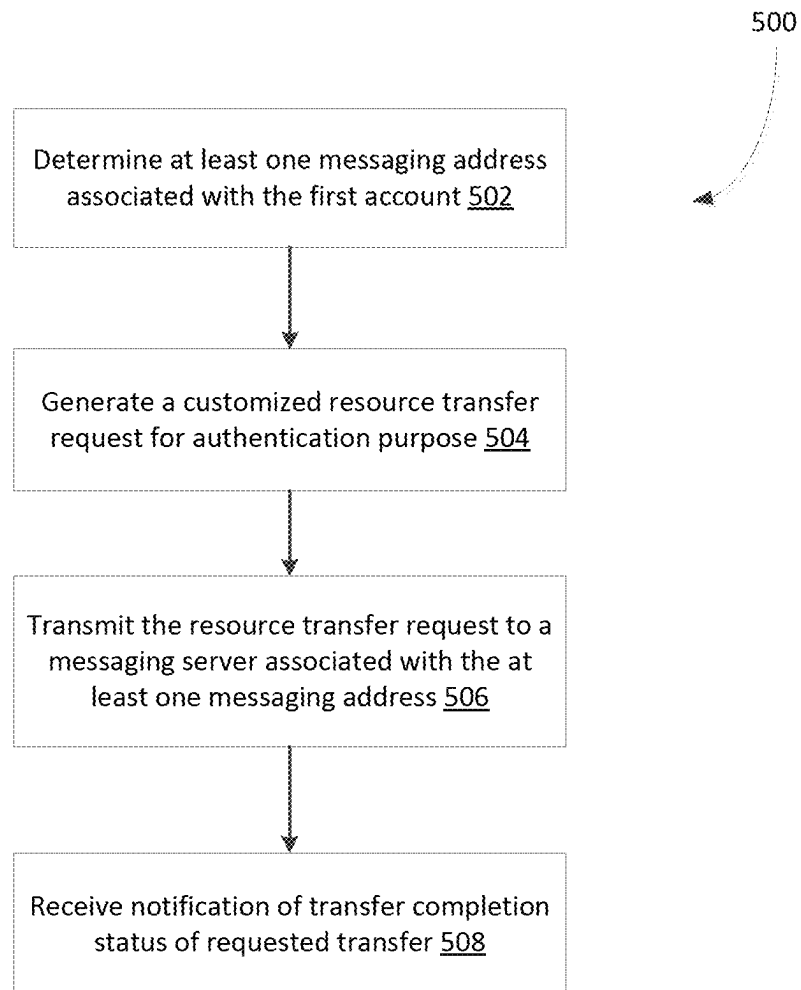 500
Determine at least one messaging address
associated with the first account 502
Generate a customized resource transfer
request for authentication purpose 504
Transmit the resource transfer request to a
messaging server associated with the at
least one messaging address 506
Receive notification of transfer completion
status of requested transfer 508